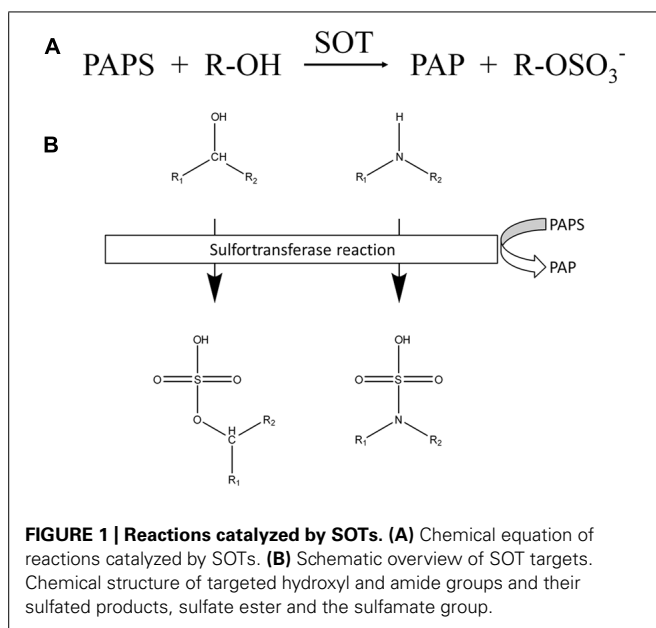 A
PAPS + R-OH SOT PAP + R-OSO₃⁻
B
OH H
CH N
R₁ R₂ R₁ R₂
PAPS
Sulfortransferase reaction
PAP
OH OH
O S O O S O
O H R₂ N
C R₁ R₂
R₁
FIGURE 1 | Reactions catalyzed by SOTs. (A) Chemical equation of
reactions catalyzed by SOTs. (B) Schematic overview of SOT targets.
Chemical structure of targeted hydroxyl and amide groups and their
sulfated products, sulfate ester and the sulfamate group.